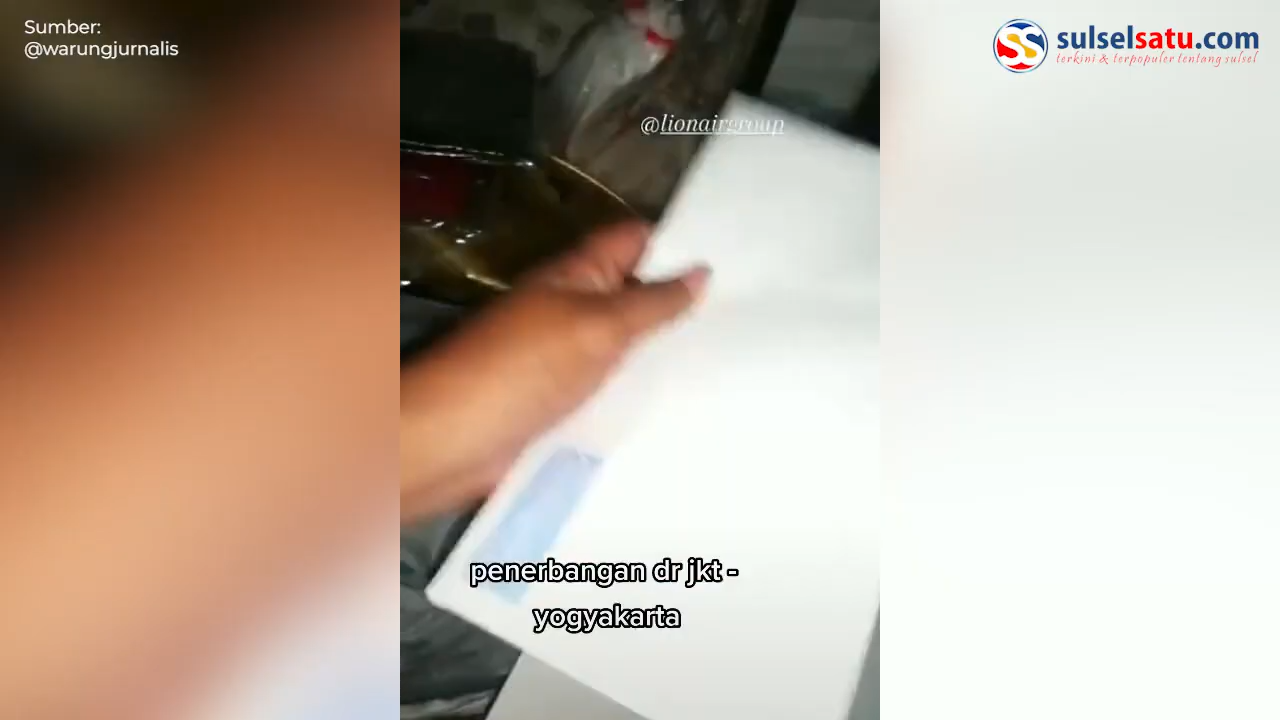 Sumber:
@warungjurnalis
sulselsatu.com
terkini & terpopuler tentang sulsel
@lionairgroup
penerbangan dr jkt -
yogyakarta